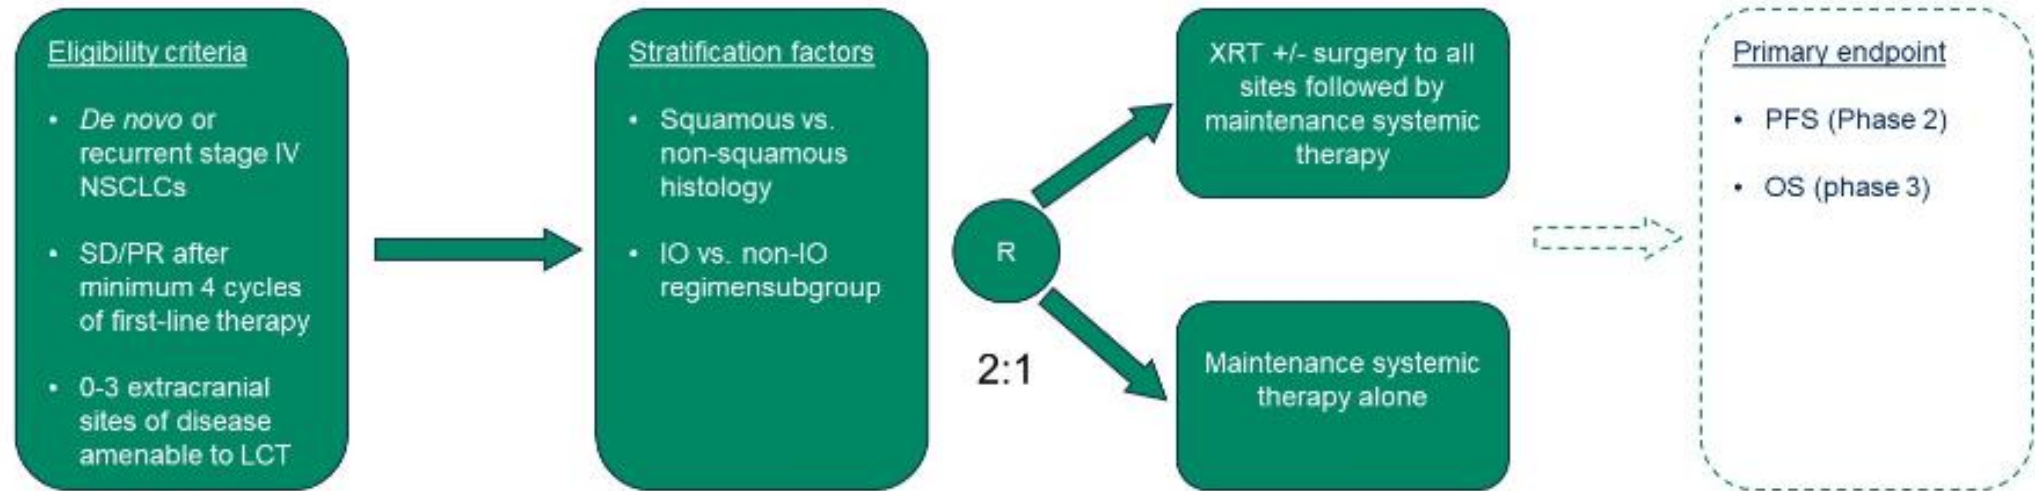 Eligibility criteria
• De novo or
recurrent stage IV
NSCLCs
• SD/PR after
minimum 4 cycles
of first-line therapy
• 0-3 extracranial
sites of disease
amenable to LCT
Stratification factors
• Squamous vs.
non-squamous
histology
• IO vs. non-IO
regimensubgroup
R
2:1
XRT +/- surgery to all
sites followed by
maintenance systemic
therapy
Maintenance systemic
therapy alone
Primary endpoint
• PFS (Phase 2)
• OS (phase 3)